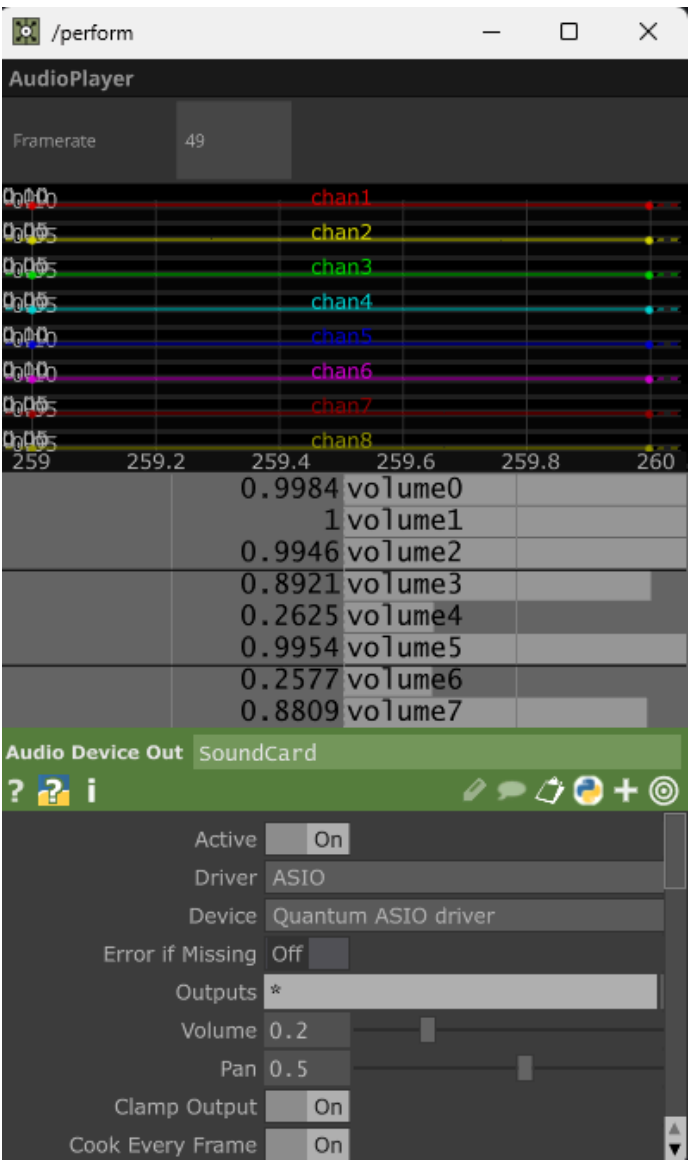 /perform
AudioPlayer
Framerate 49
chan1
chan2
chan3
chan4
chan5
chan6
chan7
chan8
259 259.2 259.4 259.6 259.8 260
0.9984 volume0
1 volume1
0.9946 volume2
0.8921 volume3
0.2625 volume4
0.9954 volume5
0.2577 volume6
0.8809 volume7
Audio Device Out SoundCard
? ? i
Active On
Driver ASIO
Device Quantum ASIO driver
Error if Missing Off
Outputs *
Volume 0.2
Pan 0.5
Clamp Output On
Cook Every Frame On